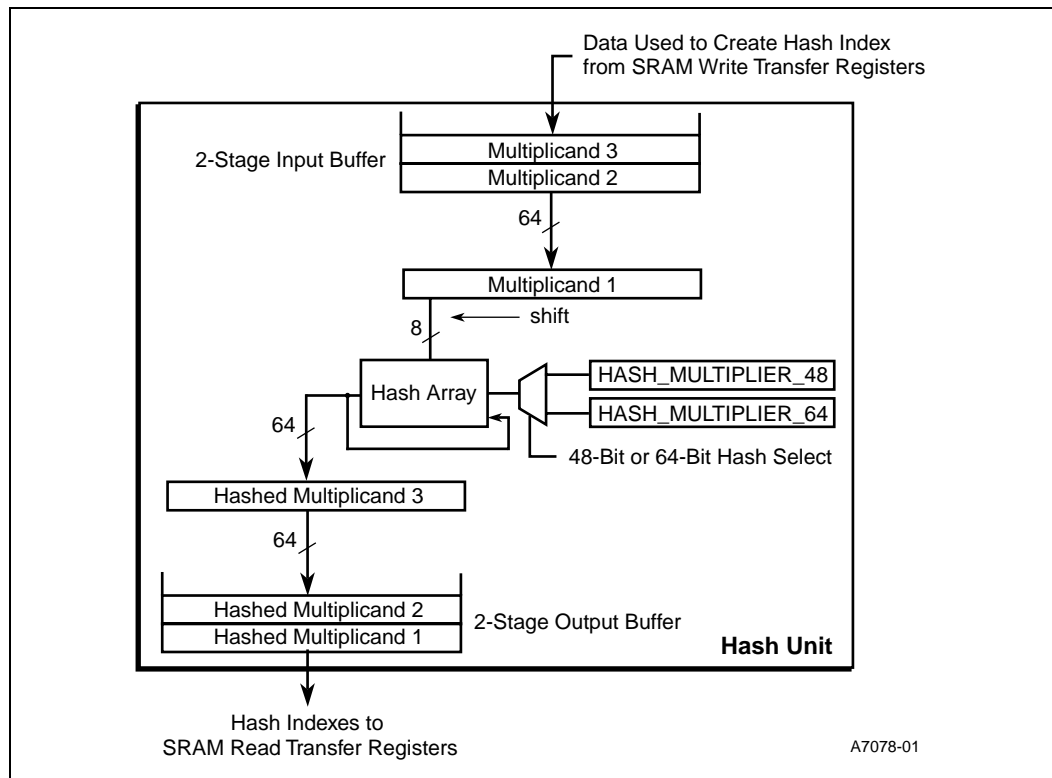 Data Used to Create Hash Index
from SRAM Write Transfer Registers
2-Stage Input Buffer
Multiplicand 3
Multiplicand 2
64
Multiplicand 1
8
shift
Hash Array
HASH_MULTIPLIER_48
HASH_MULTIPLIER_64
64
48-Bit or 64-Bit Hash Select
Hashed Multiplicand 3
64
Hashed Multiplicand 2
Hashed Multiplicand 1
2-Stage Output Buffer
Hash Unit
Hash Indexes to
SRAM Read Transfer Registers
A7078-01